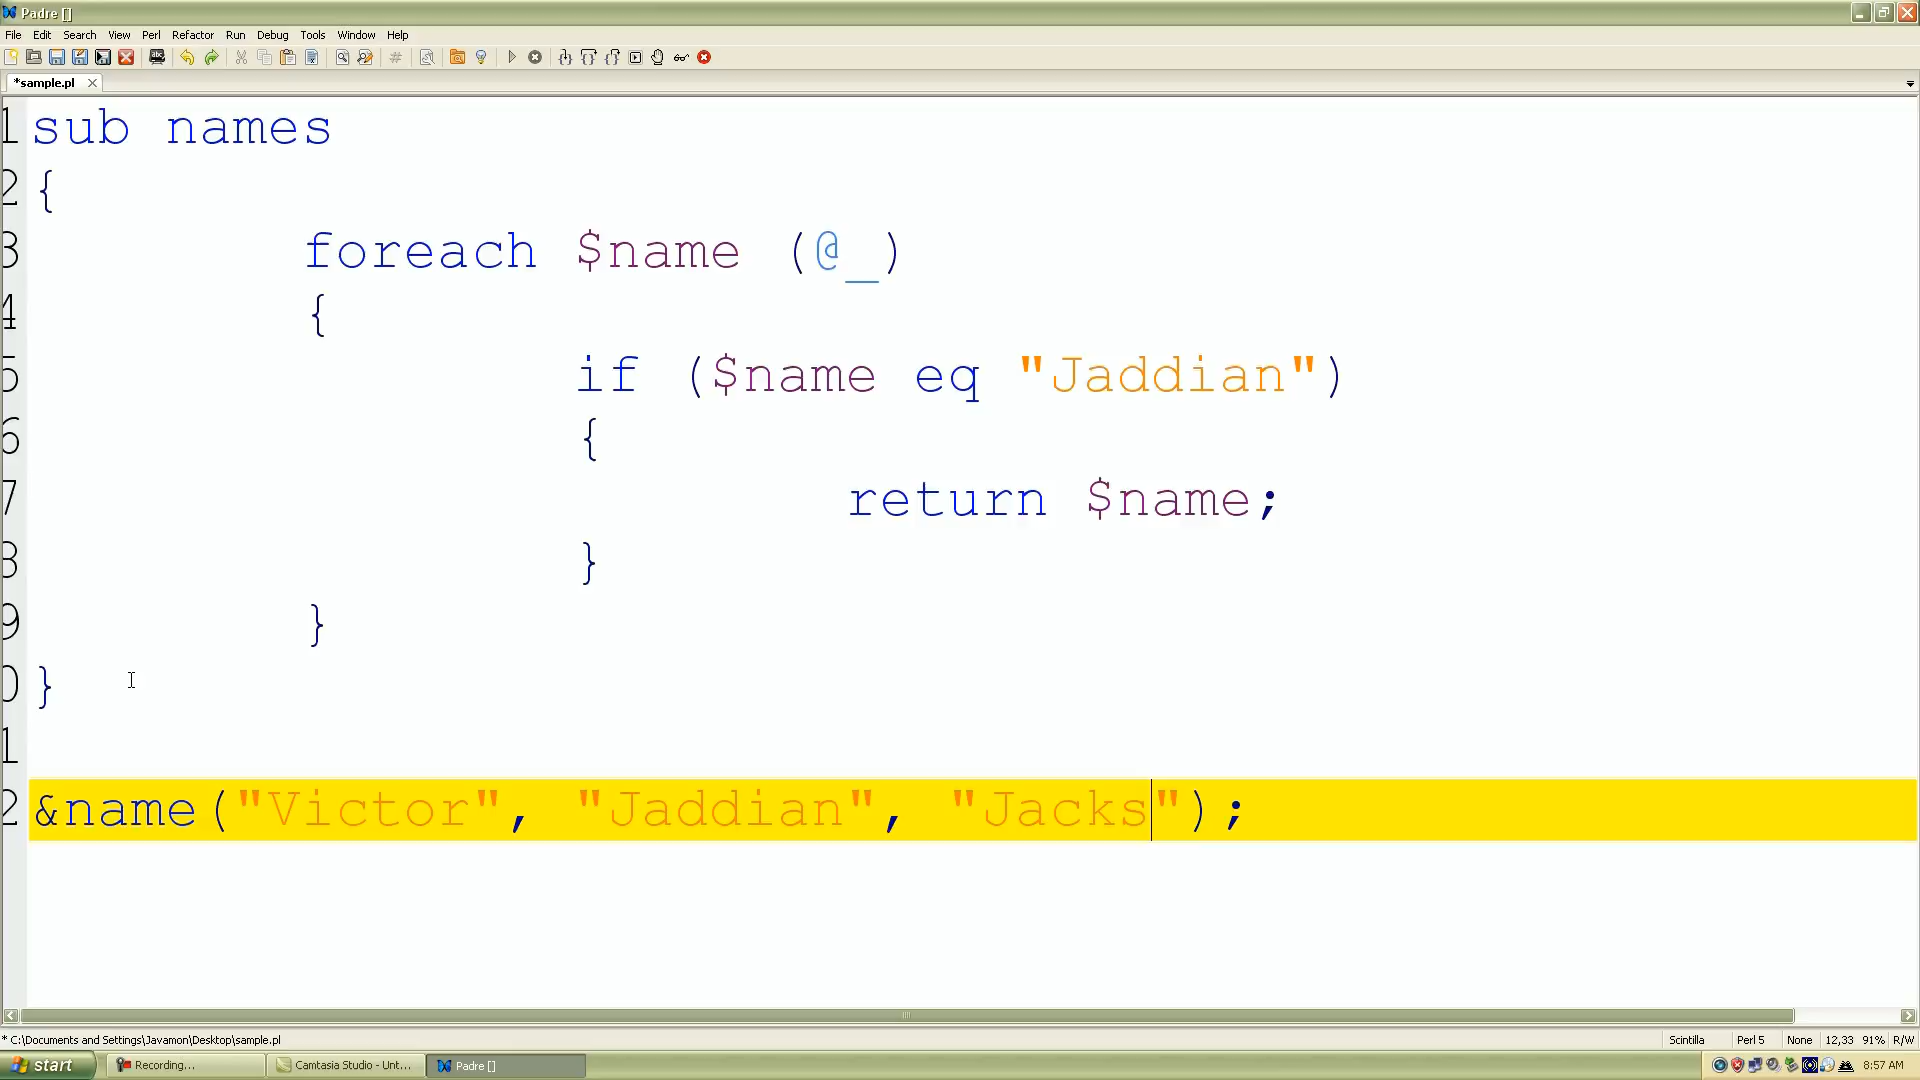 Padre []
File Edit Search View Perl Refactor Run Debug Tools Window Help
*sample.pl
1 sub names
2 {
3 foreach $name (@_)
4 {
5 if ($name eq "Jaddian")
6 {
7 return $name;
8 }
9 }
0 }
1
2 &name("Victor", "Jaddian", "Jacks");
* C:\Documents and Settings\Javamon\Desktop\sample.pl Scintilla Perl 5 None 12,33 91% R/W
start Recording... Camtasia Studio - Unt... Padre [] 8:57 AM